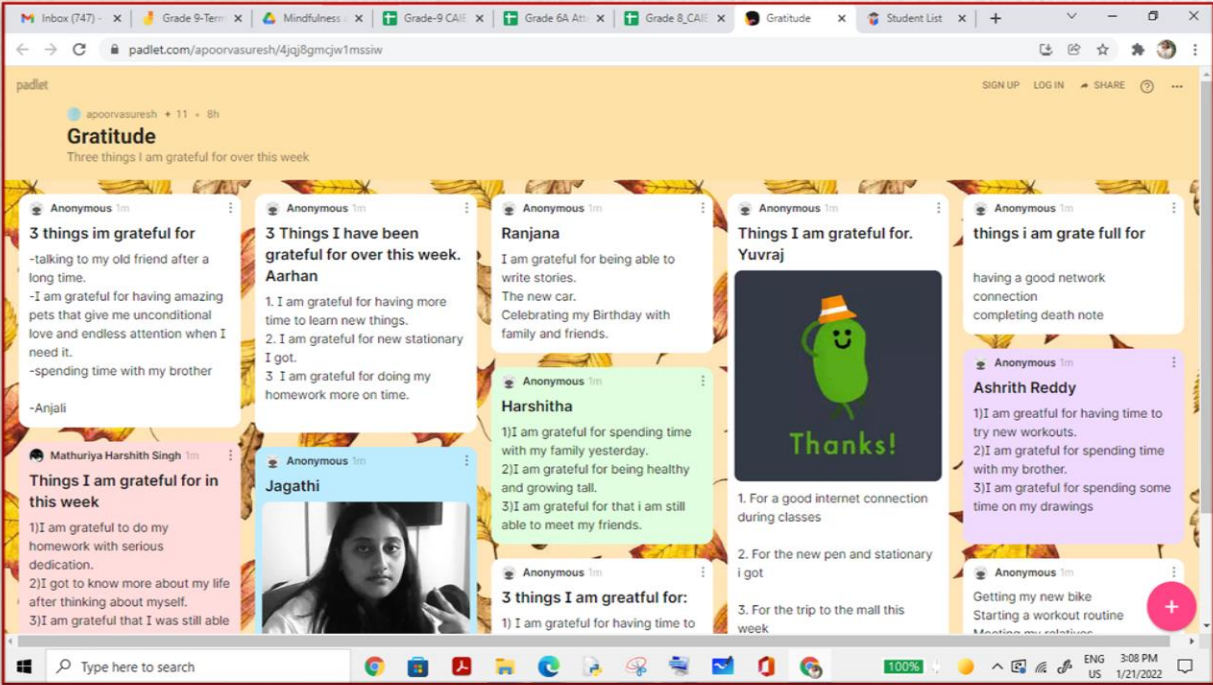 Inbox (747) -
Grade 9-Term
Mindfulness
Grade-9 CAIE
Grade 6A Att
Grade 8_CAIE
Gratitude
Student List
padlet.com/apoorvasuresh/4jqj8gmcjw1mssiw
padlet
SIGN UP LOG IN SHARE
apoorvasuresh + 11 • 8h
Gratitude
Three things I am grateful for over this week
Anonymous 1m
3 things im grateful for
-talking to my old friend after a
long time.
-I am grateful for having amazing
pets that give me unconditional
love and endless attention when I
need it.
-spending time with my brother
-Anjali
Mathuriya Harshith Singh 1m
Things I am grateful for in
this week
1)I am grateful to do my
homework with serious
dedication.
2)I got to know more about my life
after thinking about myself.
3)I am grateful that I was still able
Anonymous 1m
3 Things I have been
grateful for over this week.
Aarhan
1. I am grateful for having more
time to learn new things.
2. I am grateful for new stationary
I got.
3 I am grateful for doing my
homework more on time.
Anonymous 1m
Jagathi
Anonymous 1m
Ranjana
I am grateful for being able to
write stories.
The new car.
Celebrating my Birthday with
family and friends.
Anonymous 1m
Harshitha
1)I am grateful for spending time
with my family yesterday.
2)I am grateful for being healthy
and growing tall.
3)I am grateful for that i am still
able to meet my friends.
Anonymous 1m
3 things I am greatful for:
1) I am grateful for having time to
Anonymous 1m
Things I am grateful for.
Yuvraj
Thanks!
1. For a good internet connection
during classes
2. For the new pen and stationary
i got
3. For the trip to the mall this
week
Anonymous 1m
things i am grate full for
having a good network
connection
completing death note
Anonymous 1m
Ashrith Reddy
1)I am greatful for having time to
try new workouts.
2)I am grateful for spending time
with my brother.
3)I am grateful for spending some
time on my drawings
Anonymous 1m
Getting my new bike
Starting a workout routine
Meeting my relatives
Type here to search
100%
ENG
US
3:08 PM
1/21/2022